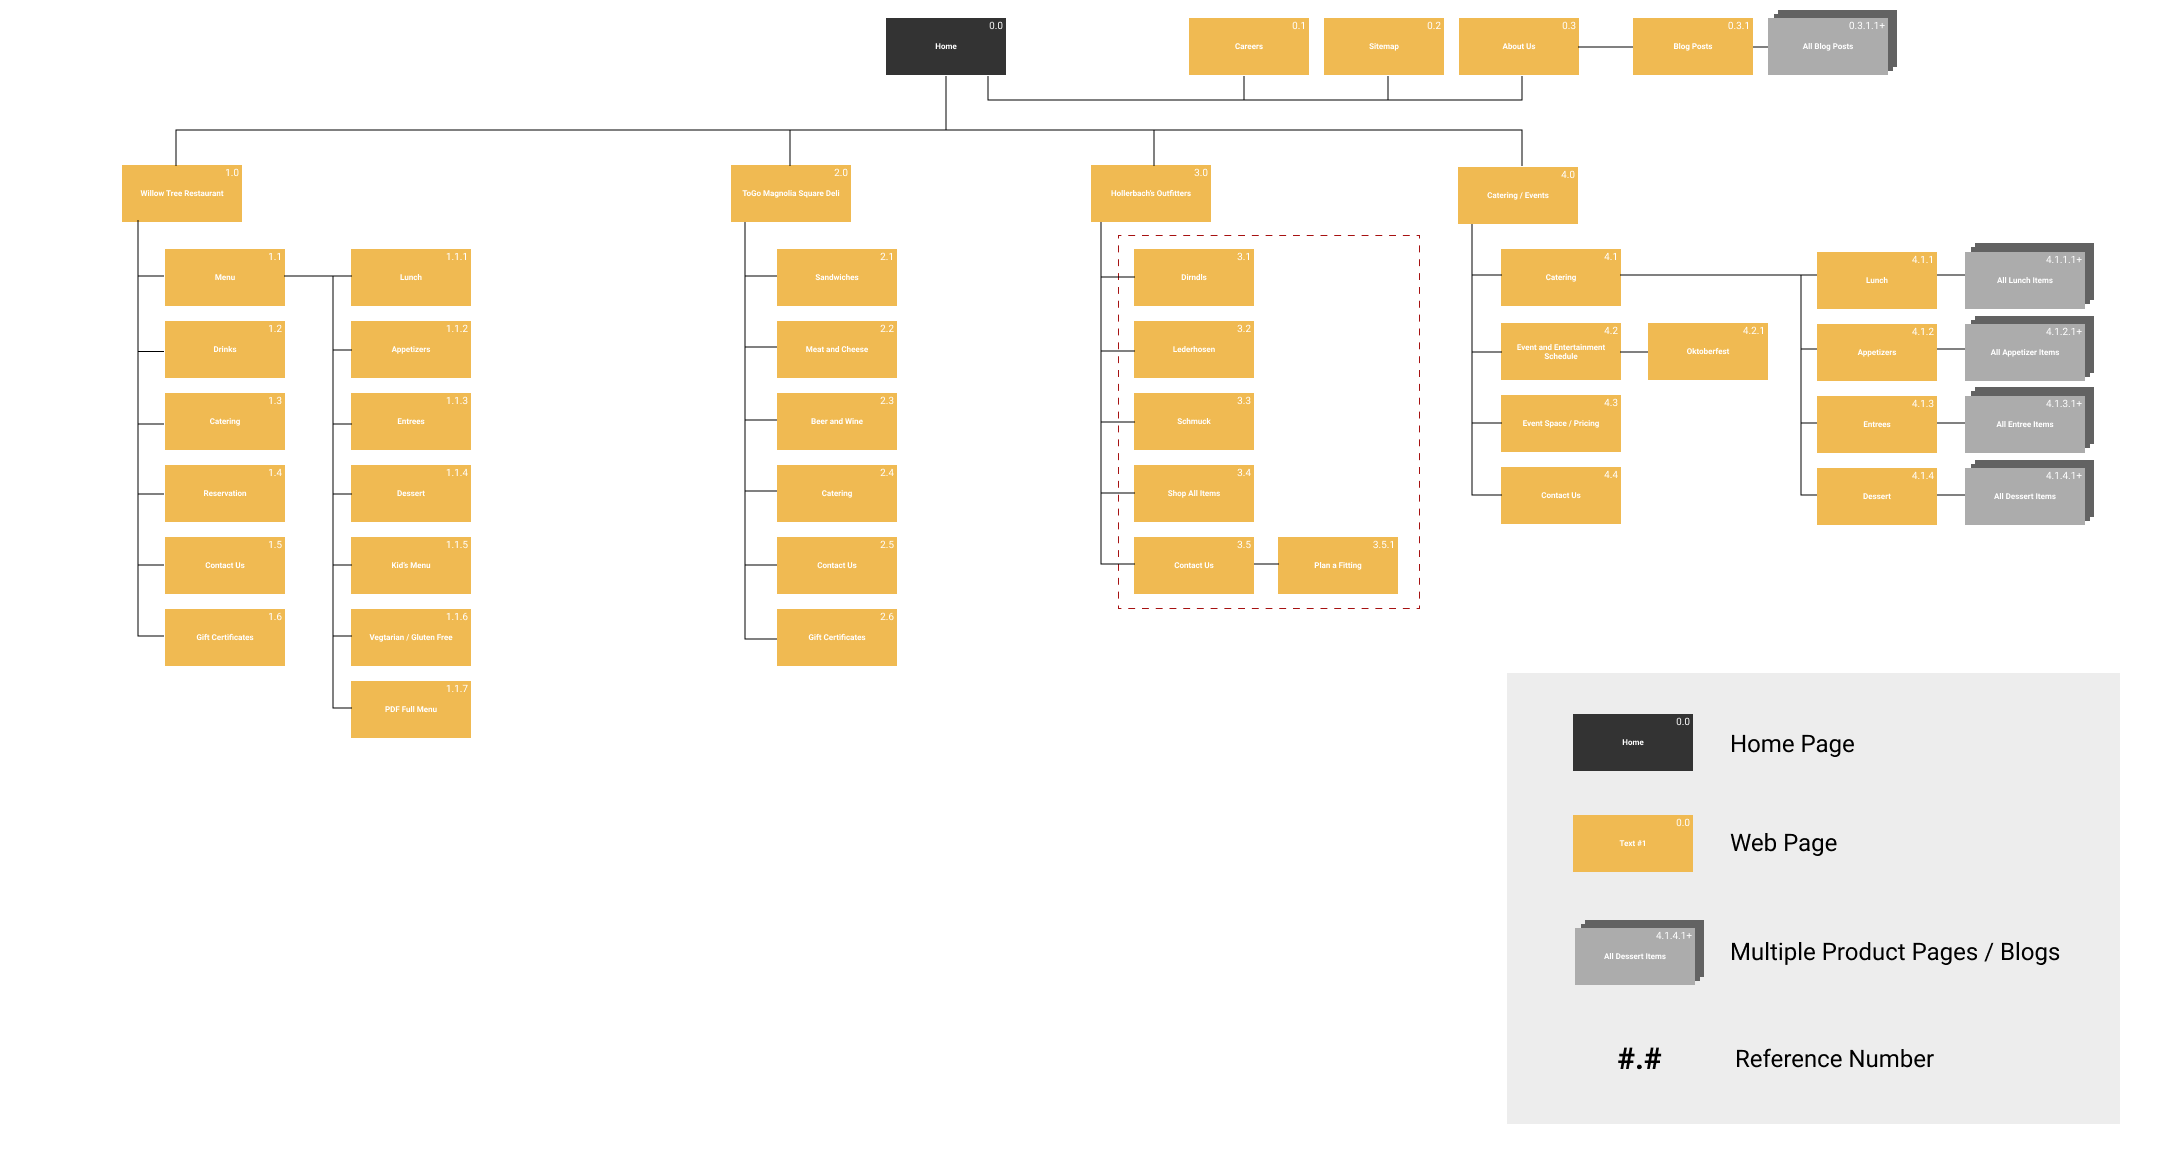 0.0
Home
0.1
Careers
0.2
Sitemap
0.3
About Us
0.3.1
Blog Posts
0.3.1.1+
All Blog Posts
1.0
Willow Tree Restaurant
1.1
Menu
1.2
Drinks
1.3
Catering
1.4
Reservation
1.5
Contact Us
1.6
Gift Certificates
1.1.1
Lunch
1.1.2
Appetizers
1.1.3
Entrees
1.1.4
Dessert
1.1.5
Kid's Menu
1.1.6
Vegtarian / Gluten Free
1.1.7
PDF Full Menu
2.0
ToGo Magnolia Square Deli
2.1
Sandwiches
2.2
Meat and Cheese
2.3
Beer and Wine
2.4
Catering
2.5
Contact Us
2.6
Gift Certificates
3.0
Hollerbach's Outfitters
3.1
Dirndls
3.2
Lederhosen
3.3
Schmuck
3.4
Shop All Items
3.5
Contact Us
3.5.1
Plan a Fitting
4.0
Catering / Events
4.1
Catering
4.2
Event and Entertainment
Schedule
4.2.1
Oktoberfest
4.3
Event Space / Pricing
4.4
Contact Us
4.1.1
Lunch
4.1.1.1+
All Lunch Items
4.1.2
Appetizers
4.1.2.1+
All Appetizer Items
4.1.3
Entrees
4.1.3.1+
All Entree Items
4.1.4
Dessert
4.1.4.1+
All Dessert Items
0.0
Home
Home Page
0.0
Text #1
Web Page
4.1.4.1+
All Dessert Items
Multiple Product Pages / Blogs
#.#
Reference Number